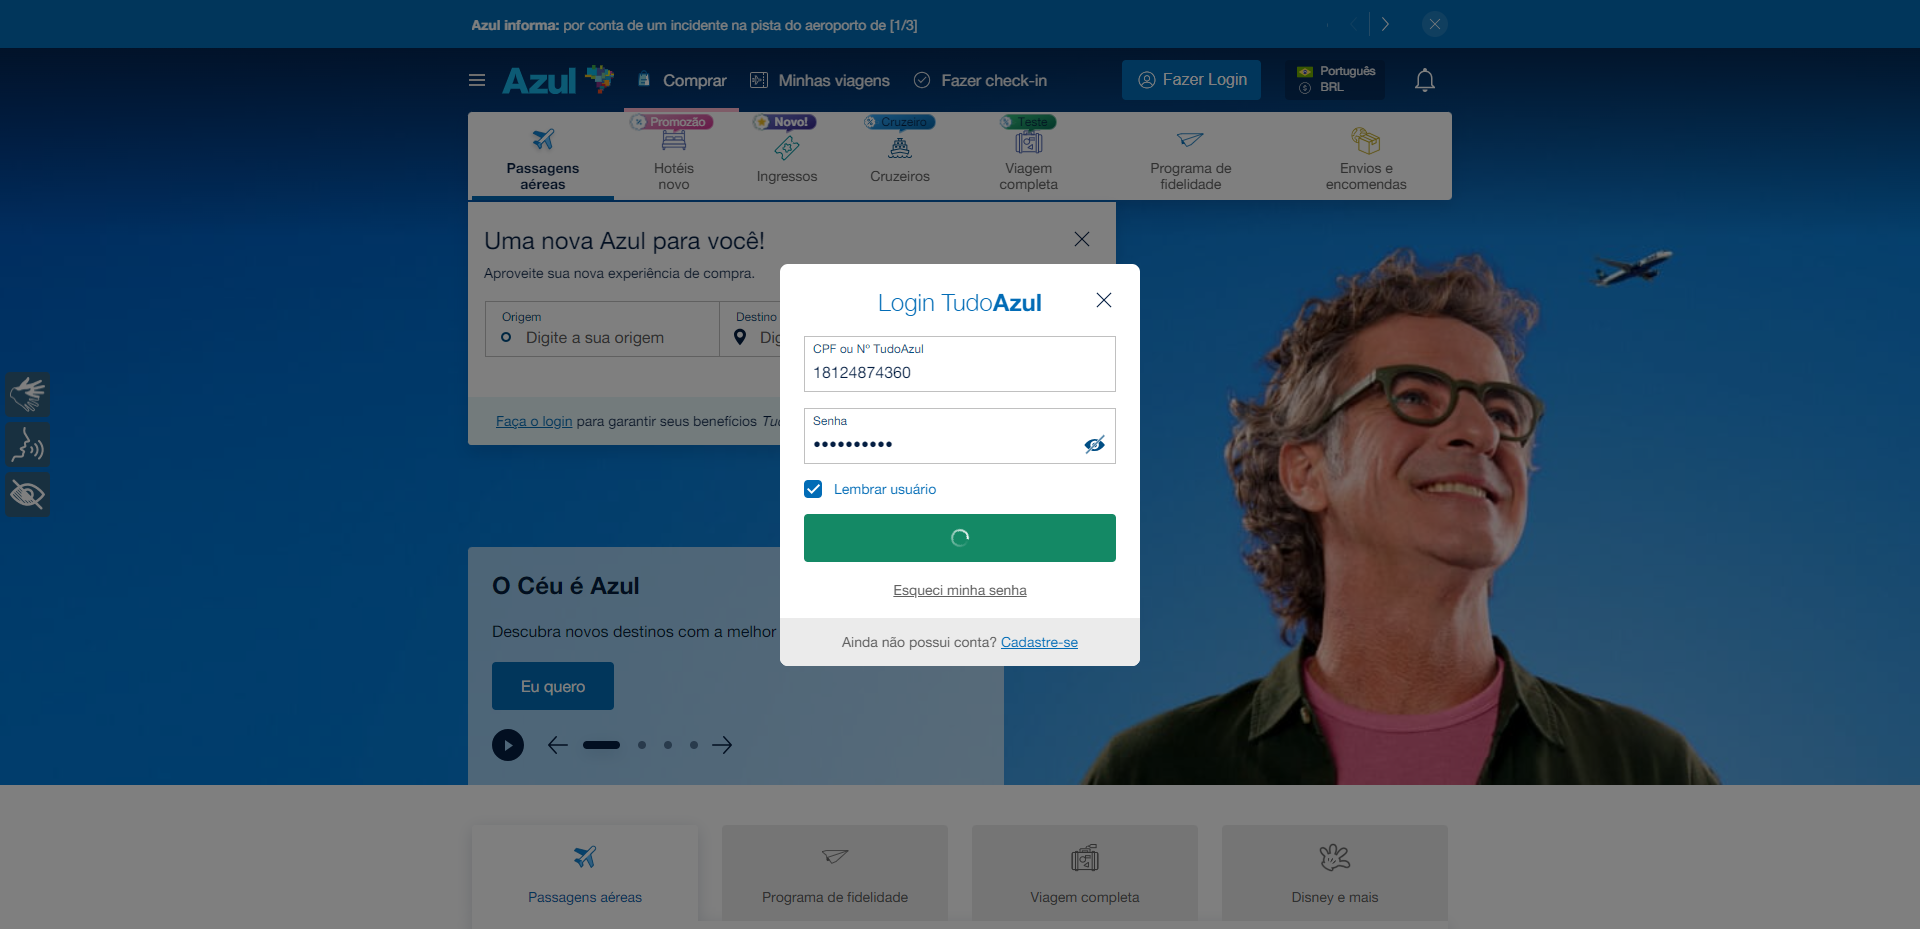 Azul informa: por conta de um incidente na pista do aeroporto de [1/3]
Azul
Comprar
Minhas viagens
Fazer check-in
Fazer Login
Português
BRL
Promozão
Novo!
Cruzeiro
Teste
Passagens
aéreas
Hotéis
novo
Ingressos
Cruzeiros
Viagem
completa
Programa de
fidelidade
Envios e
encomendas
Uma nova Azul para você!
Aproveite sua nova experiência de compra.
Origem
Digite a sua origem
Destino
Faça o login para garantir seus benefícios
Login TudoAzul
CPF ou Nº TudoAzul
18124874360
Senha
••••••••••
Lembrar usuário
Esqueci minha senha
Ainda não possui conta? Cadastre-se
O Céu é Azul
Descubra novos destinos com a melhor
Eu quero
Passagens aéreas
Programa de fidelidade
Viagem completa
Disney e mais